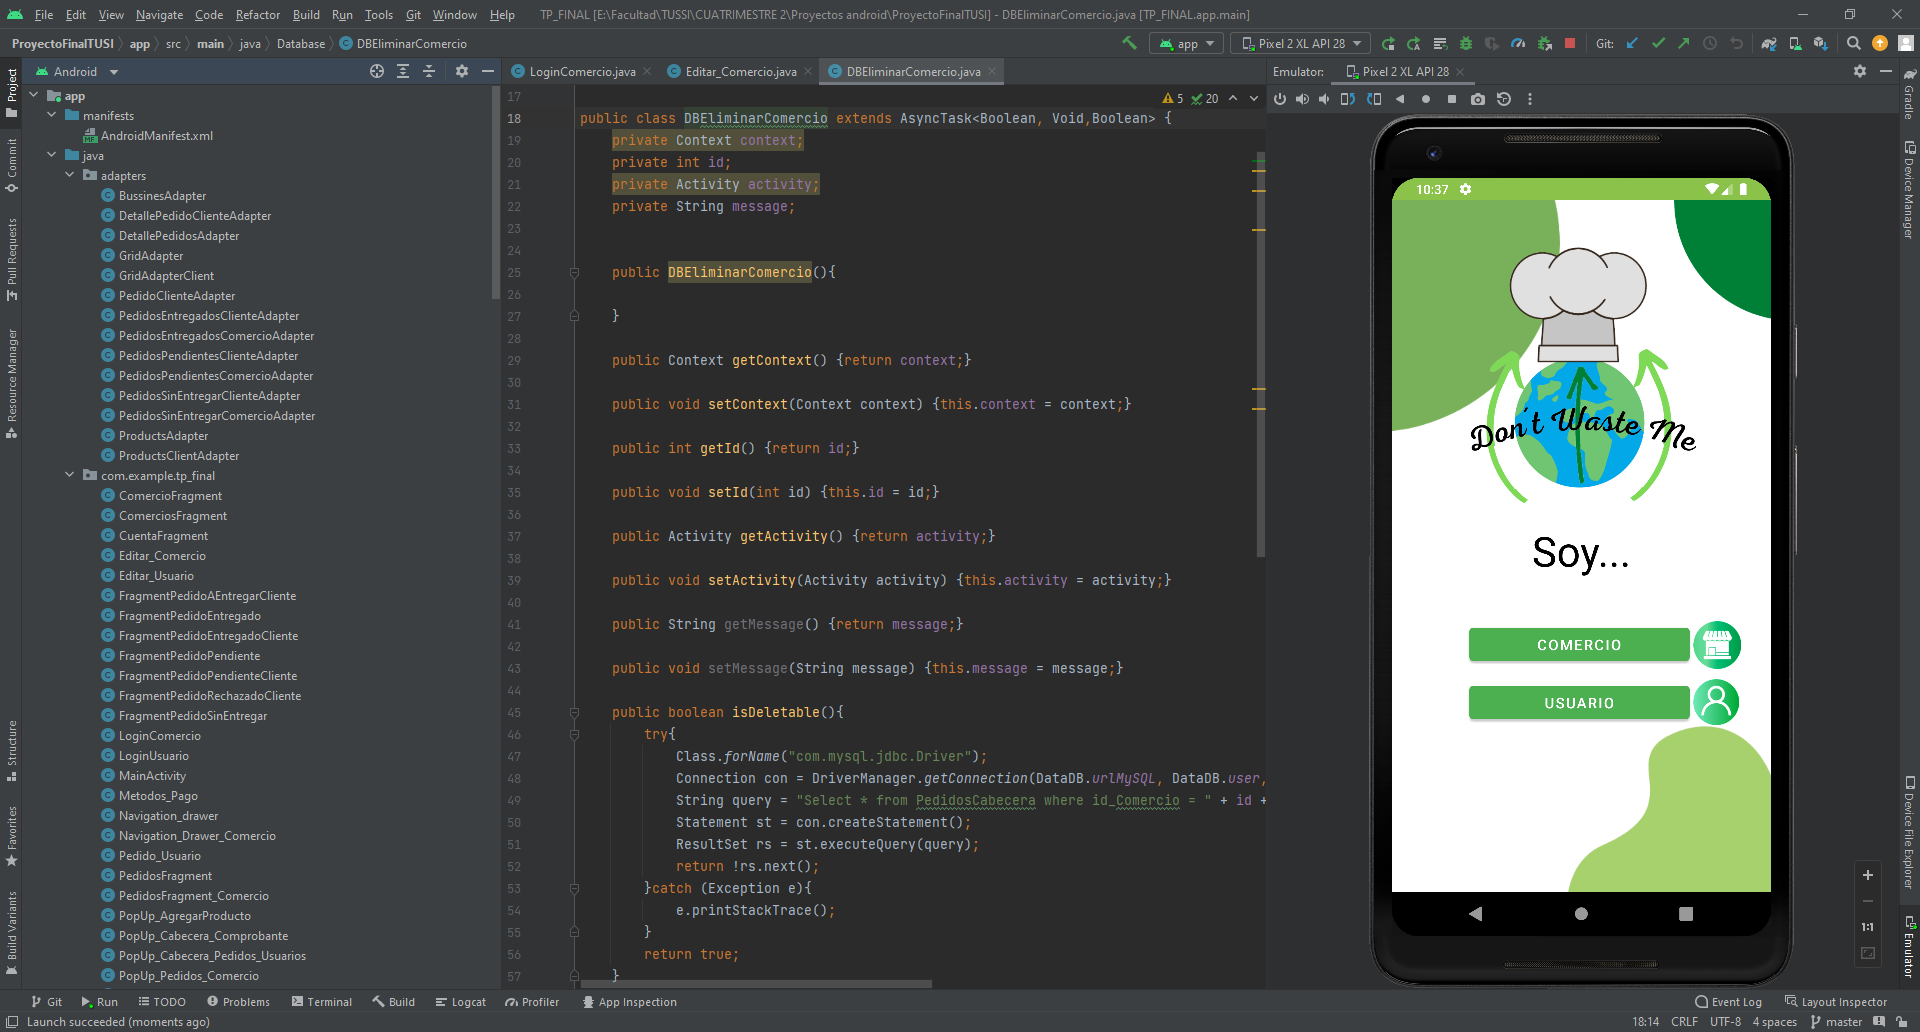 File Edit View Navigate Code Refactor Build Run Tools Git Window Help TP_FINAL [E:\Facultad\TUSSI\CUATRIMESTRE 2\Proyectos android\ProyectoFinalTUSI] - DBEliminarComercio.java [TP_FINAL.app.main]
ProyectoFinalTUSI app src main java Database DBEliminarComercio
app Pixel 2 XL API 28 Git:
Project
Commit
Pull Requests
Resource Manager
Structure
Favorites
Build Variants
Android
app
manifests
AndroidManifest.xml
java
adapters
BussinesAdapter
DetallePedidoClienteAdapter
DetallePedidosAdapter
GridAdapter
GridAdapterClient
PedidoClienteAdapter
PedidosEntregadosClienteAdapter
PedidosEntregadosComercioAdapter
PedidosPendientesClienteAdapter
PedidosPendientesComercioAdapter
PedidosSinEntregarClienteAdapter
PedidosSinEntregarComercioAdapter
ProductsAdapter
ProductsClientAdapter
com.example.tp_final
ComercioFragment
ComerciosFragment
CuentaFragment
Editar_Comercio
Editar_Usuario
FragmentPedidoAEntregarCliente
FragmentPedidoEntregado
FragmentPedidoEntregadoCliente
FragmentPedidoPendiente
FragmentPedidoPendienteCliente
FragmentPedidoRechazadoCliente
FragmentPedidoSinEntregar
LoginComercio
LoginUsuario
MainActivity
Metodos_Pago
Navigation_drawer
Navigation_Drawer_Comercio
Pedido_Usuario
PedidosFragment
PedidosFragment_Comercio
PopUp_AgregarProducto
PopUp_Cabecera_Comprobante
PopUp_Cabecera_Pedidos_Usuarios
PopUp_Pedidos_Comercio
LoginComercio.java Editar_Comercio.java DBEliminarComercio.java
5 20
17
18 public class DBEliminarComercio extends AsyncTask<Boolean, Void,Boolean> {
19 private Context context;
20 private int id;
21 private Activity activity;
22 private String message;
23
24
25 public DBEliminarComercio(){
26
27 }
28
29 public Context getContext() {return context;}
30
31 public void setContext(Context context) {this.context = context;}
32
33 public int getId() {return id;}
34
35 public void setId(int id) {this.id = id;}
36
37 public Activity getActivity() {return activity;}
38
39 public void setActivity(Activity activity) {this.activity = activity;}
40
41 public String getMessage() {return message;}
42
43 public void setMessage(String message) {this.message = message;}
44
45 public boolean isDeletable(){
46 try{
47 Class.forName("com.mysql.jdbc.Driver");
48 Connection con = DriverManager.getConnection(DataDB.urlMySQL, DataDB.user,
49 String query = "Select * from PedidosCabecera where id_Comercio = " + id +
50 Statement st = con.createStatement();
51 ResultSet rs = st.executeQuery(query);
52 return !rs.next();
53 }catch (Exception e){
54 e.printStackTrace();
55 }
56 return true;
57 }
Emulator: Pixel 2 XL API 28
10:37
Don't Waste Me
Soy...
COMERCIO
USUARIO
1:1
Gradle
Device Manager
Device File Explorer
Emulator
Git Run TODO Problems Terminal Build Logcat Profiler App Inspection Event Log Layout Inspector
Launch succeeded (moments ago) 18:14 CRLF UTF-8 4 spaces master